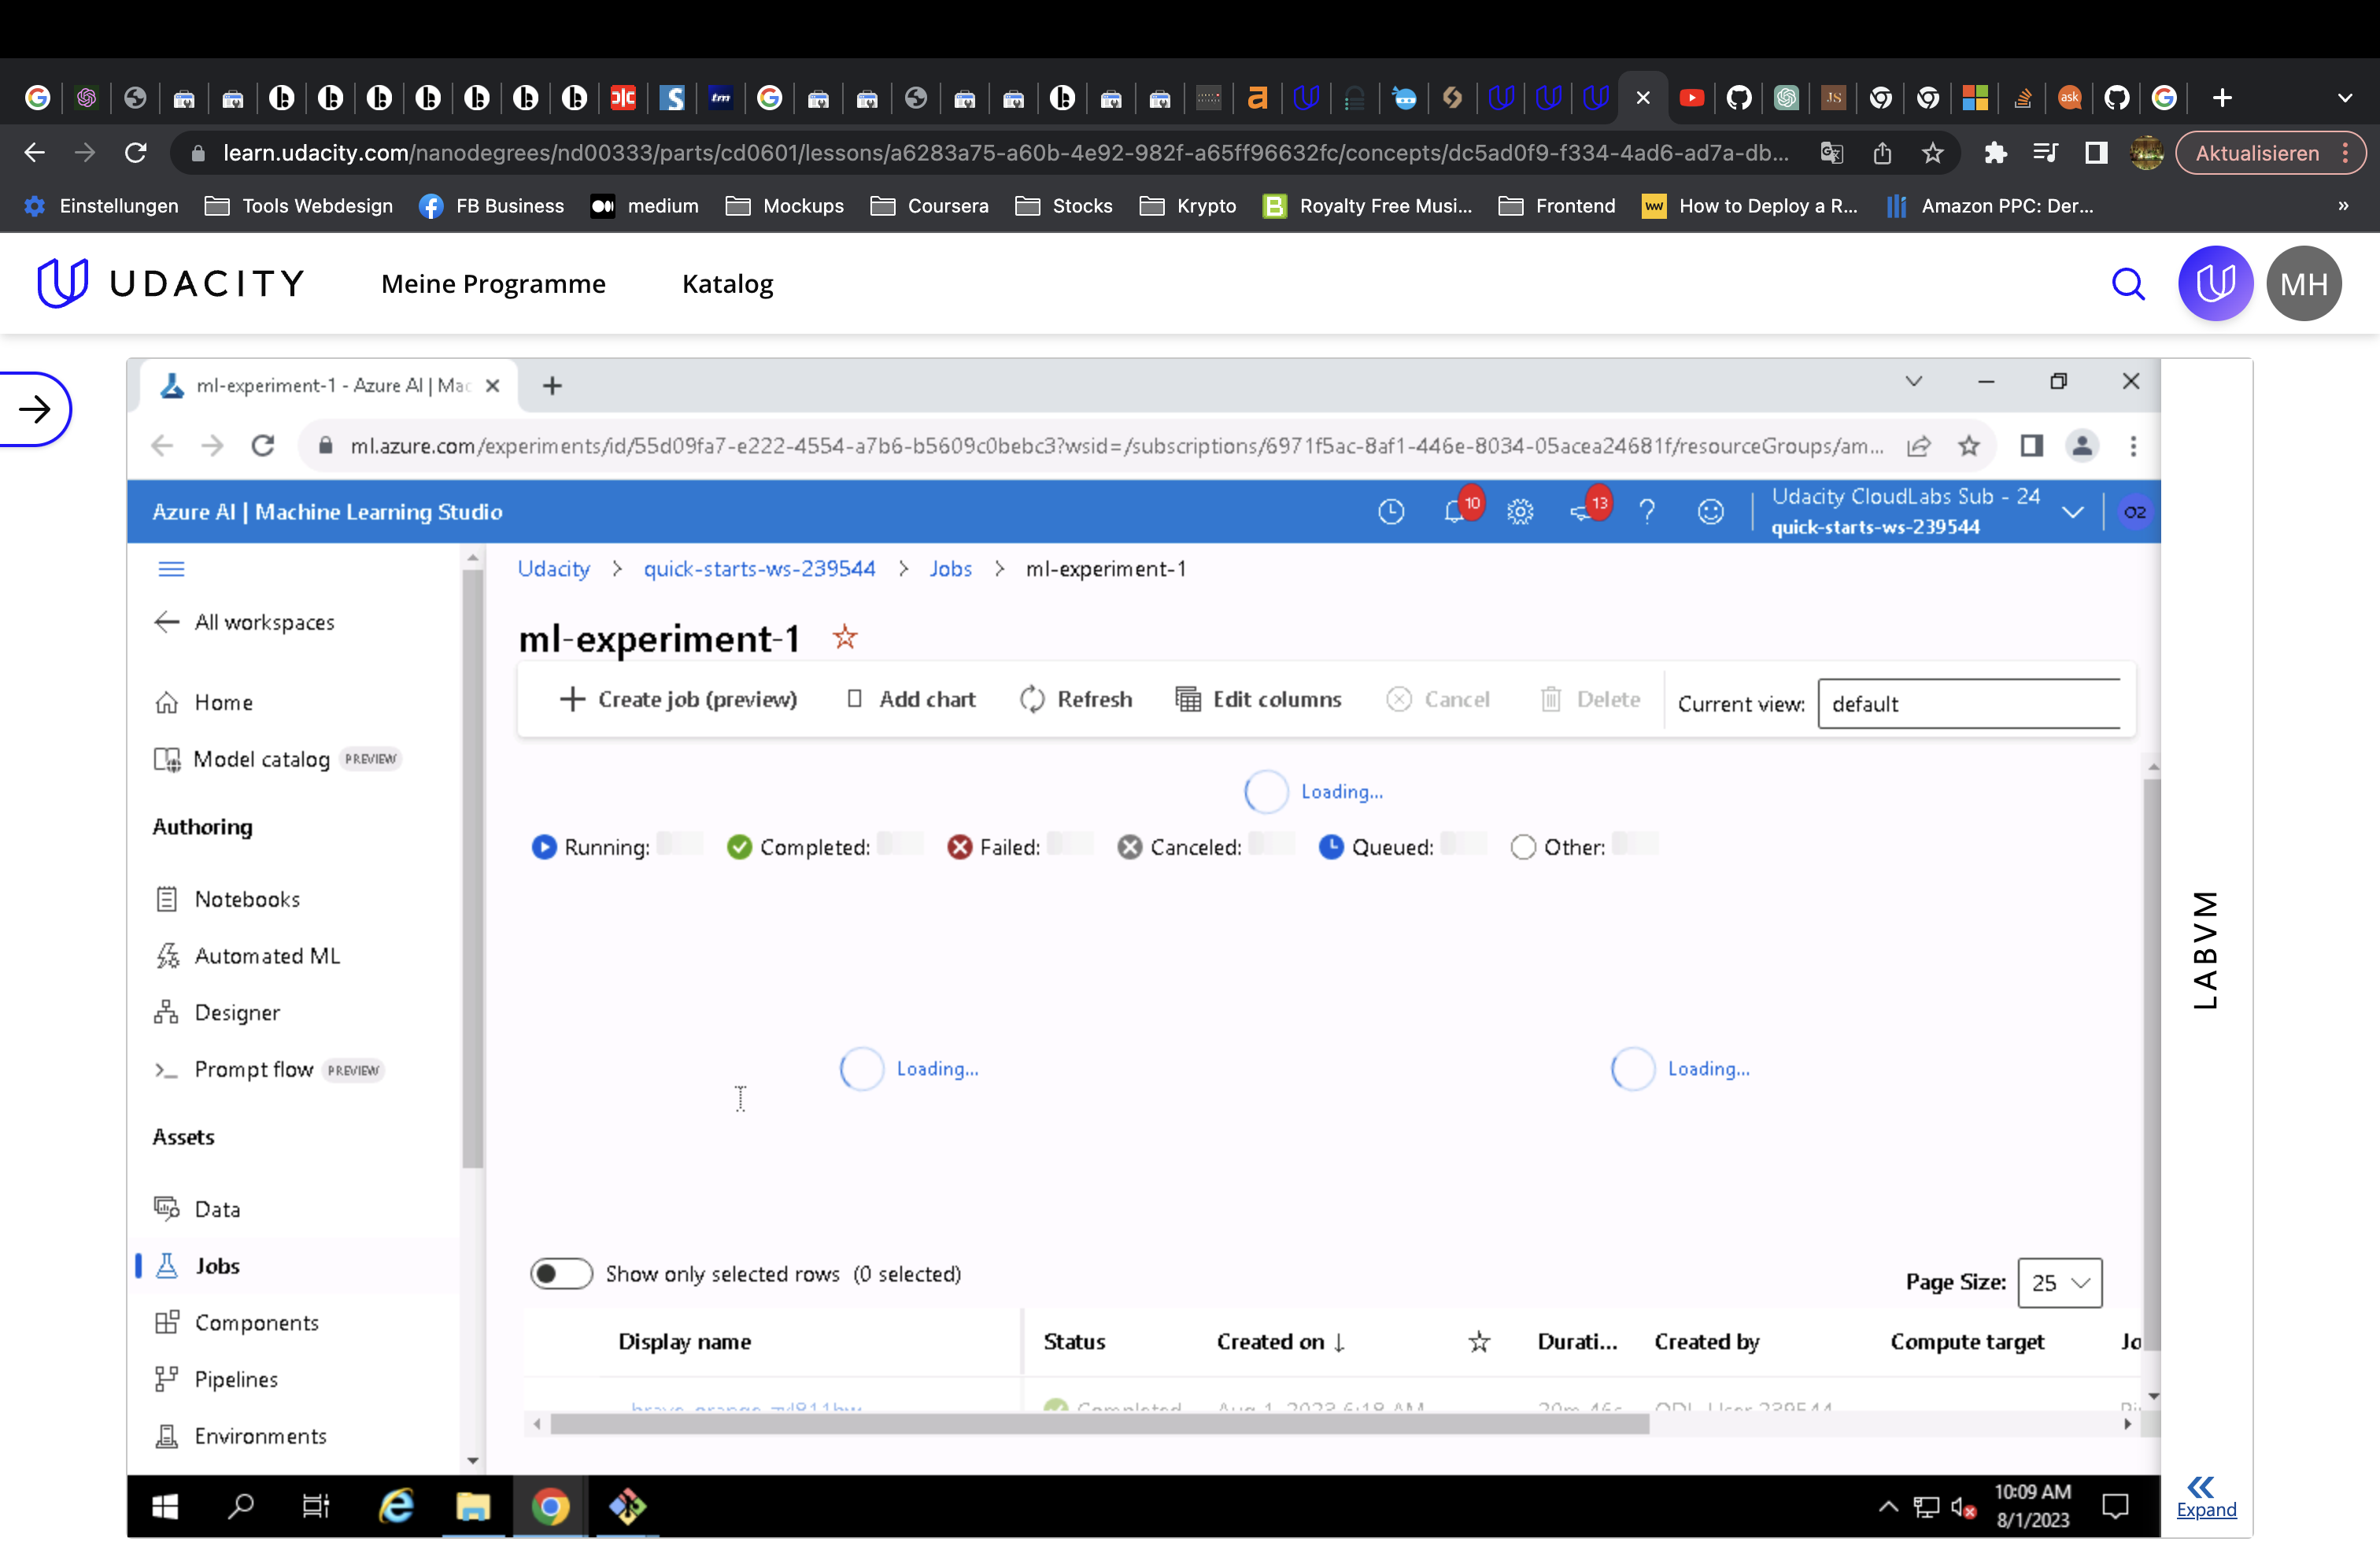 learn.udacity.com/nanodegrees/nd00333/parts/cd0601/lessons/a6283a75-a60b-4e92-982f-a65ff96632fc/concepts/dc5ad0f9-f334-4ad6-ad7a-db...
Aktualisieren
Einstellungen
Tools Webdesign
FB Business
medium
Mockups
Coursera
Stocks
Krypto
Royalty Free Musi...
Frontend
How to Deploy a R...
Amazon PPC: Der...
UDACITY
Meine Programme
Katalog
MH
ml-experiment-1 - Azure AI | Mac
ml.azure.com/experiments/id/55d09fa7-e222-4554-a7b6-b5609c0bebc3?wsid=/subscriptions/6971f5ac-8af1-446e-8034-05acea24681f/resourceGroups/am...
Azure AI | Machine Learning Studio
10
13
Udacity CloudLabs Sub - 24
quick-starts-ws-239544
O2
Udacity > quick-starts-ws-239544 > Jobs > ml-experiment-1
All workspaces
Home
Model catalog PREVIEW
Authoring
Notebooks
Automated ML
Designer
Prompt flow PREVIEW
Assets
Data
Jobs
Components
Pipelines
Environments
ml-experiment-1
Create job (preview)
Add chart
Refresh
Edit columns
Cancel
Delete
Current view:
default
Loading...
Running:
Completed:
Failed:
Canceled:
Queued:
Other:
Loading...
Loading...
Show only selected rows (0 selected)
Page Size:
25
Display name
Status
Created on ↓
Durati...
Created by
Compute target
Jo
Completed
Aug 1, 2023 6:18 AM
20m 46s
ODL_User 239544
LABVM
Expand
10:09 AM
8/1/2023